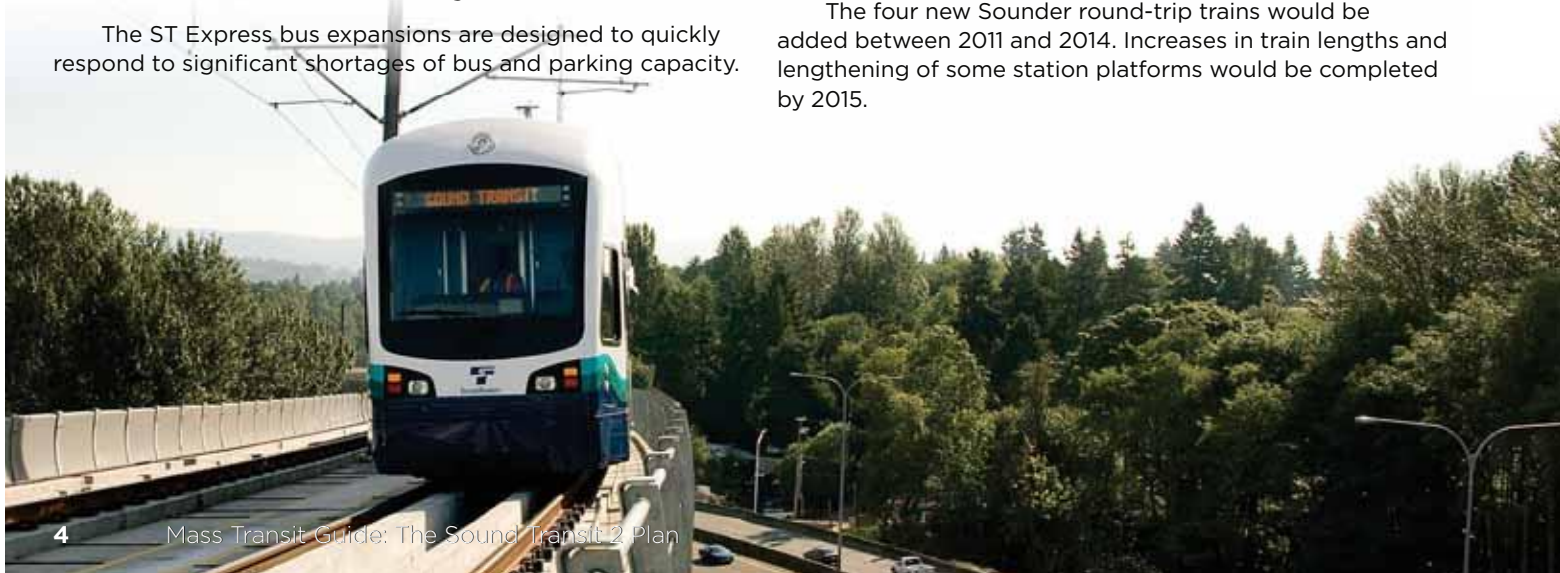 The ST Express bus expansions are designed to quickly
respond to significant shortages of bus and parking capacity.
The four new Sounder round-trip trains would be
added between 2011 and 2014. Increases in train lengths and
lengthening of some station platforms would be completed
by 2015.
SOUND TRANSIT
4 Mass Transit Guide: The Sound Transit 2 Plan